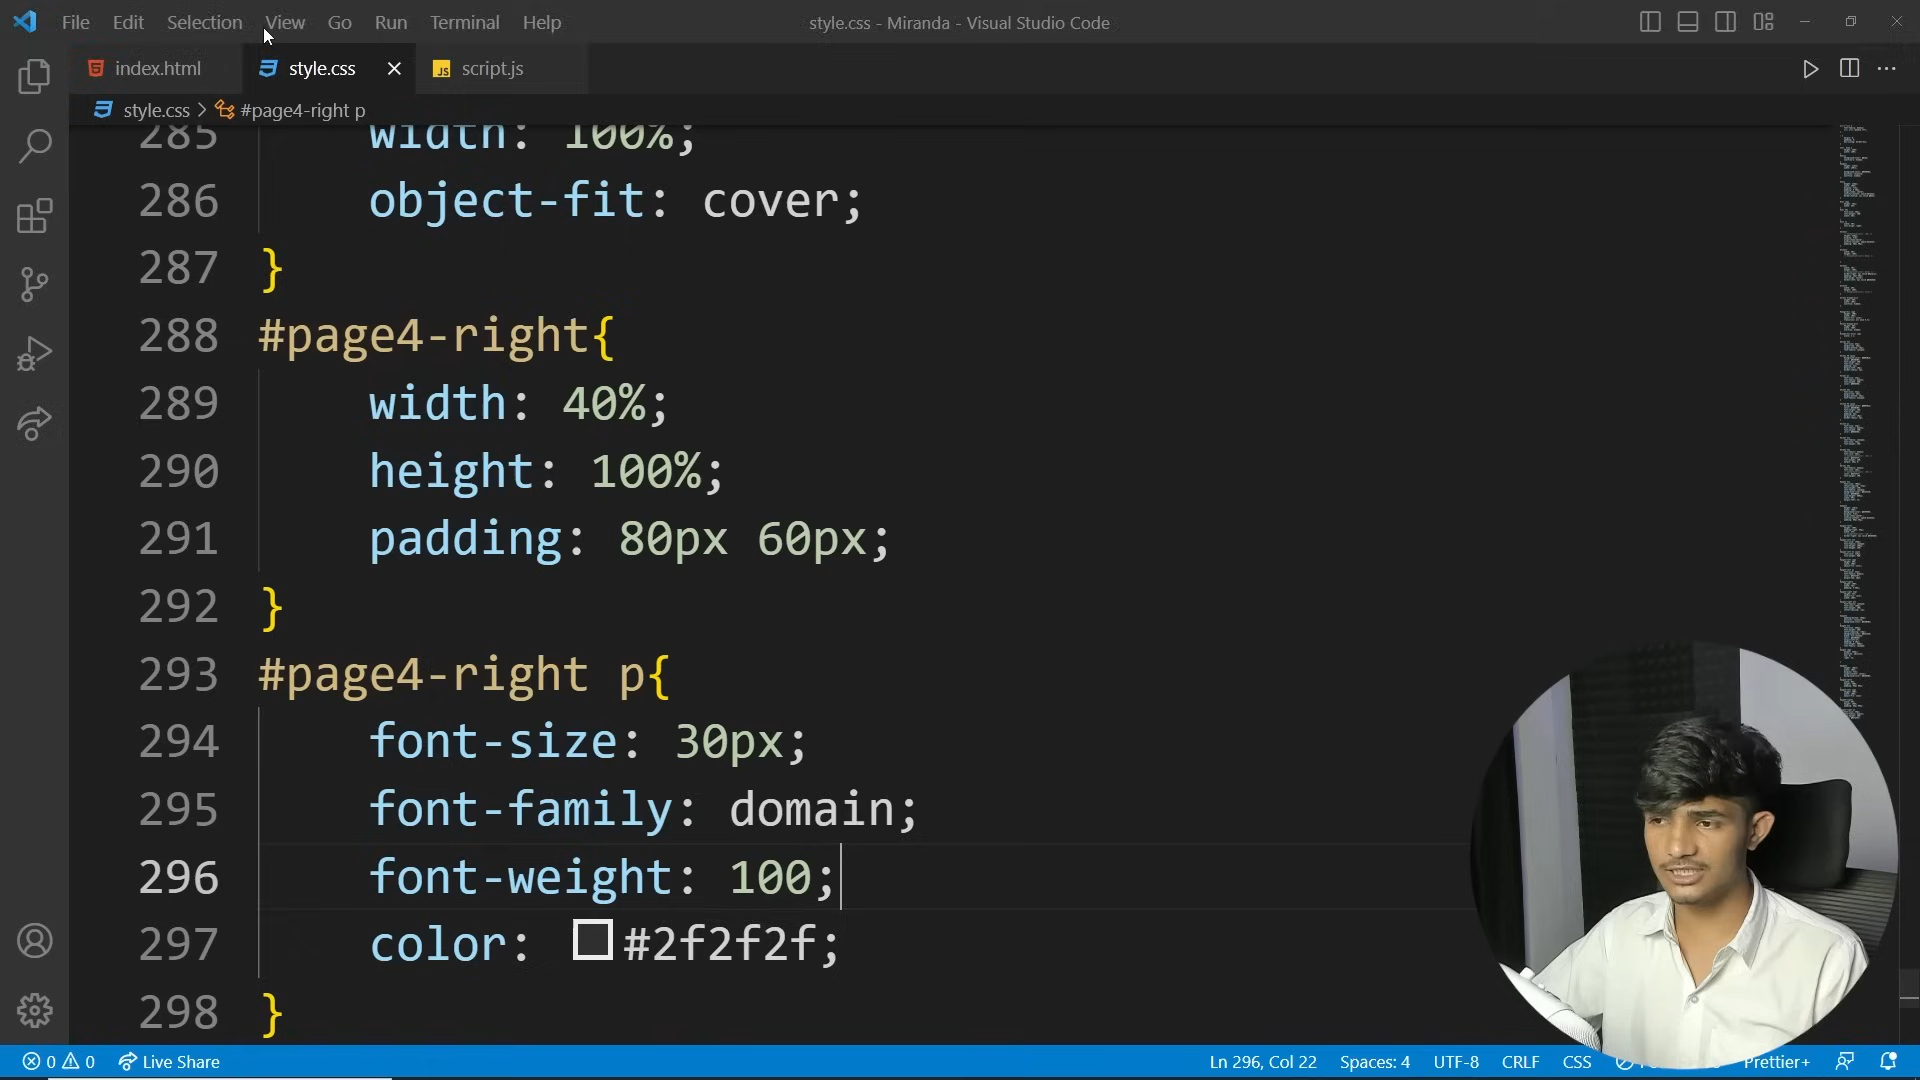 File Edit Selection View Go Run Terminal Help style.css - Miranda - Visual Studio Code
index.html style.css JS script.js
style.css > #page4-right p
285 width: 100%;
286 object-fit: cover;
287 }
288 #page4-right{
289 width: 40%;
290 height: 100%;
291 padding: 80px 60px;
292 }
293 #page4-right p{
294 font-size: 30px;
295 font-family: domain;
296 font-weight: 100;
297 color: #2f2f2f;
298 }
0 0 Live Share Ln 296, Col 22 Spaces: 4 UTF-8 CRLF CSS Prettier+